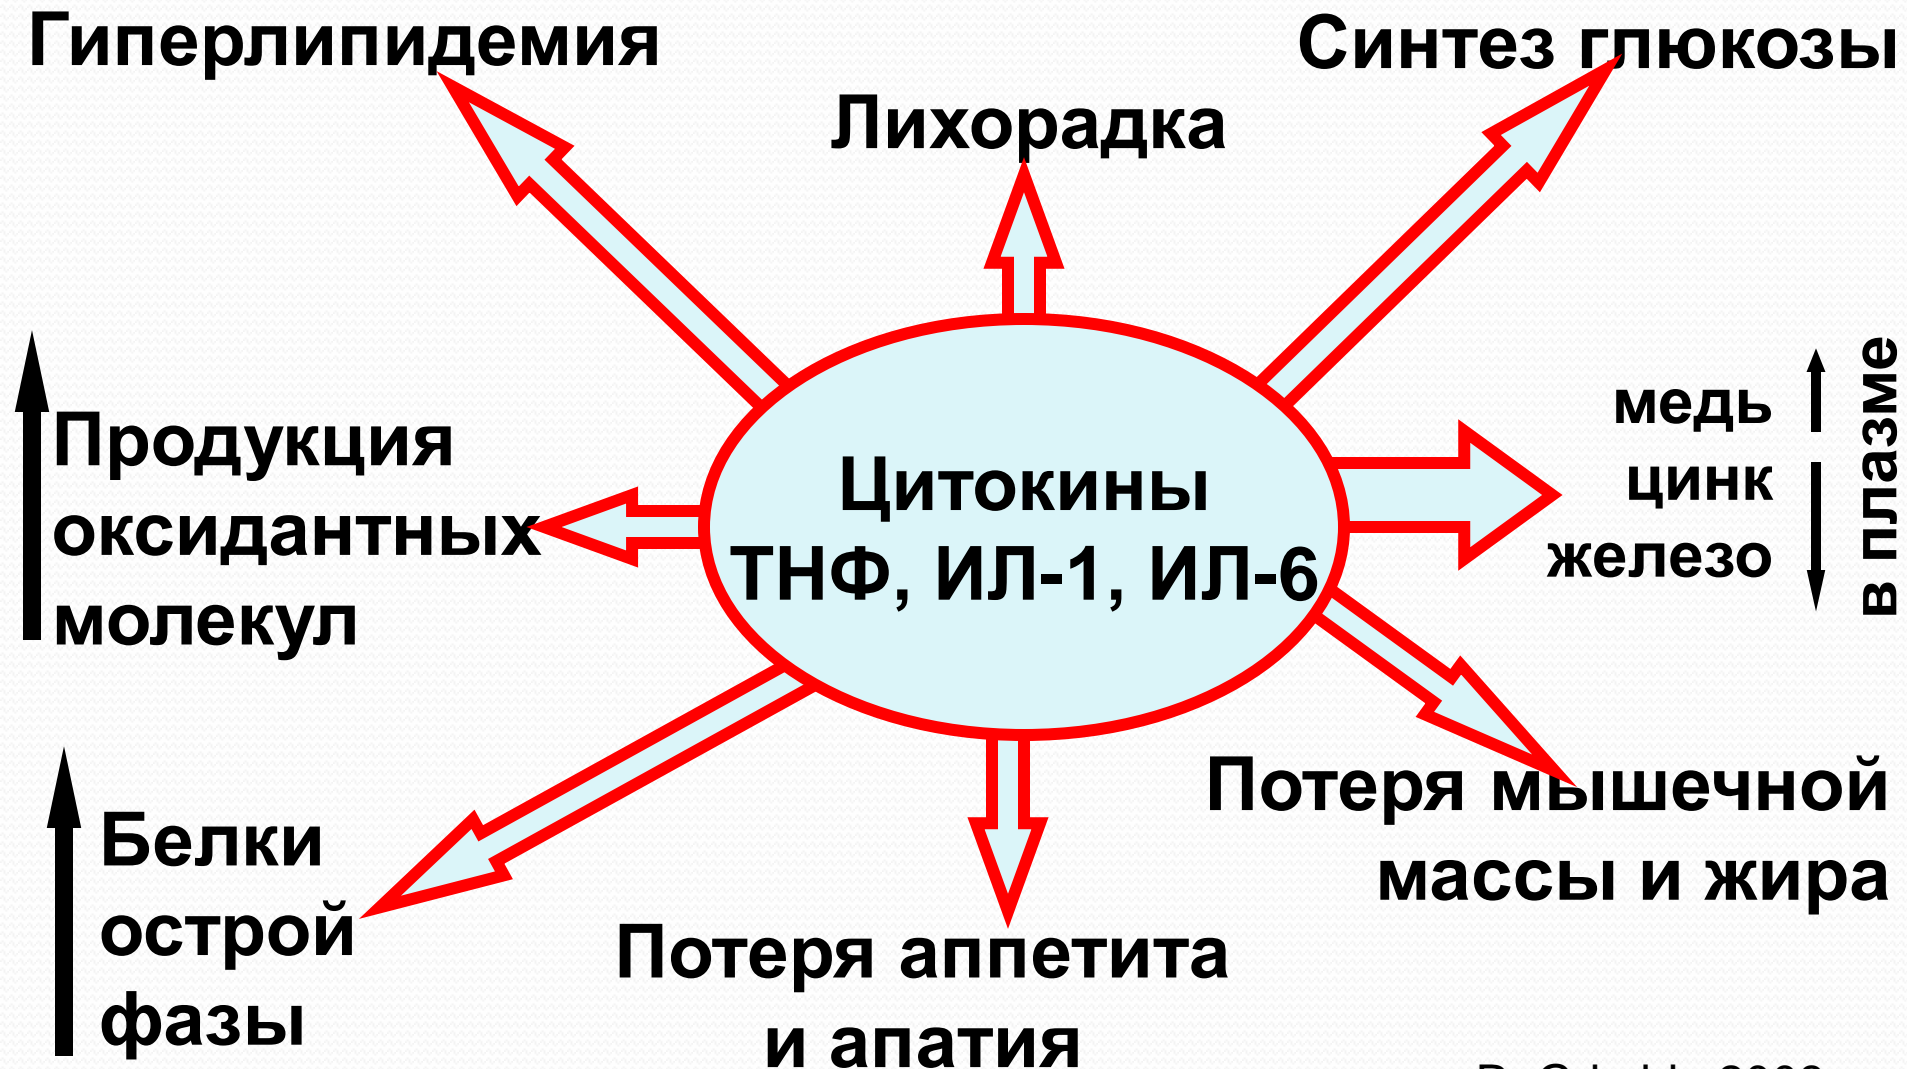 Гиперлипидемия
Синтез глюкозы
Лихорадка
Продукция
оксидантных
молекул
Цитокины
ТНФ, ИЛ-1, ИЛ-6
медь
цинк
железо
в плазме
Белки
острой
фазы
Потеря аппетита
и апатия
Потеря мышечной
массы и жира